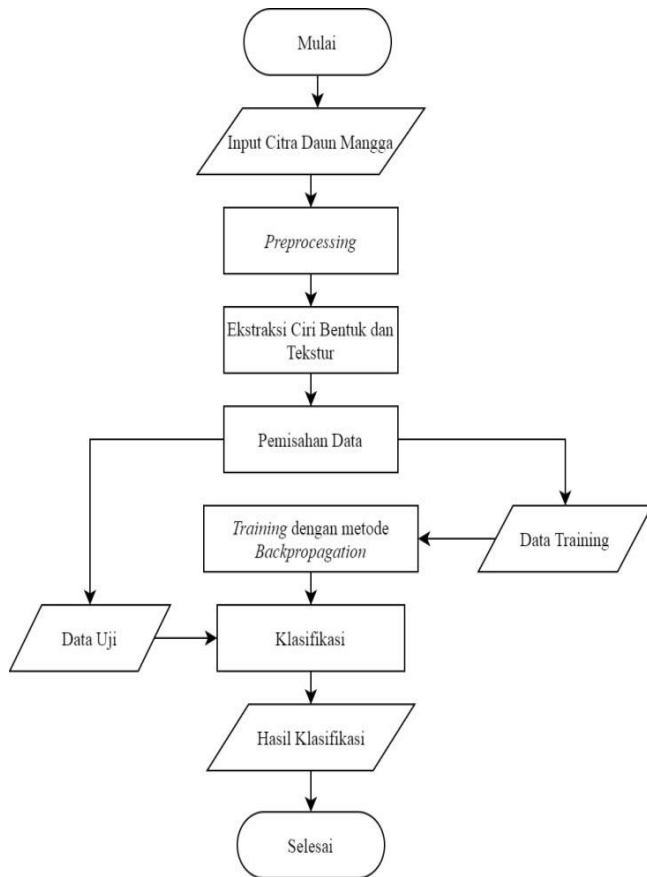 Mulai
Input Citra Daun Mangga
Preprocessing
Ekstraksi Ciri Bentuk dan
Tekstur
Pemisahan Data
Training dengan metode
Backpropagation
Data Training
Data Uji
Klasifikasi
Hasil Klasifikasi
Selesai